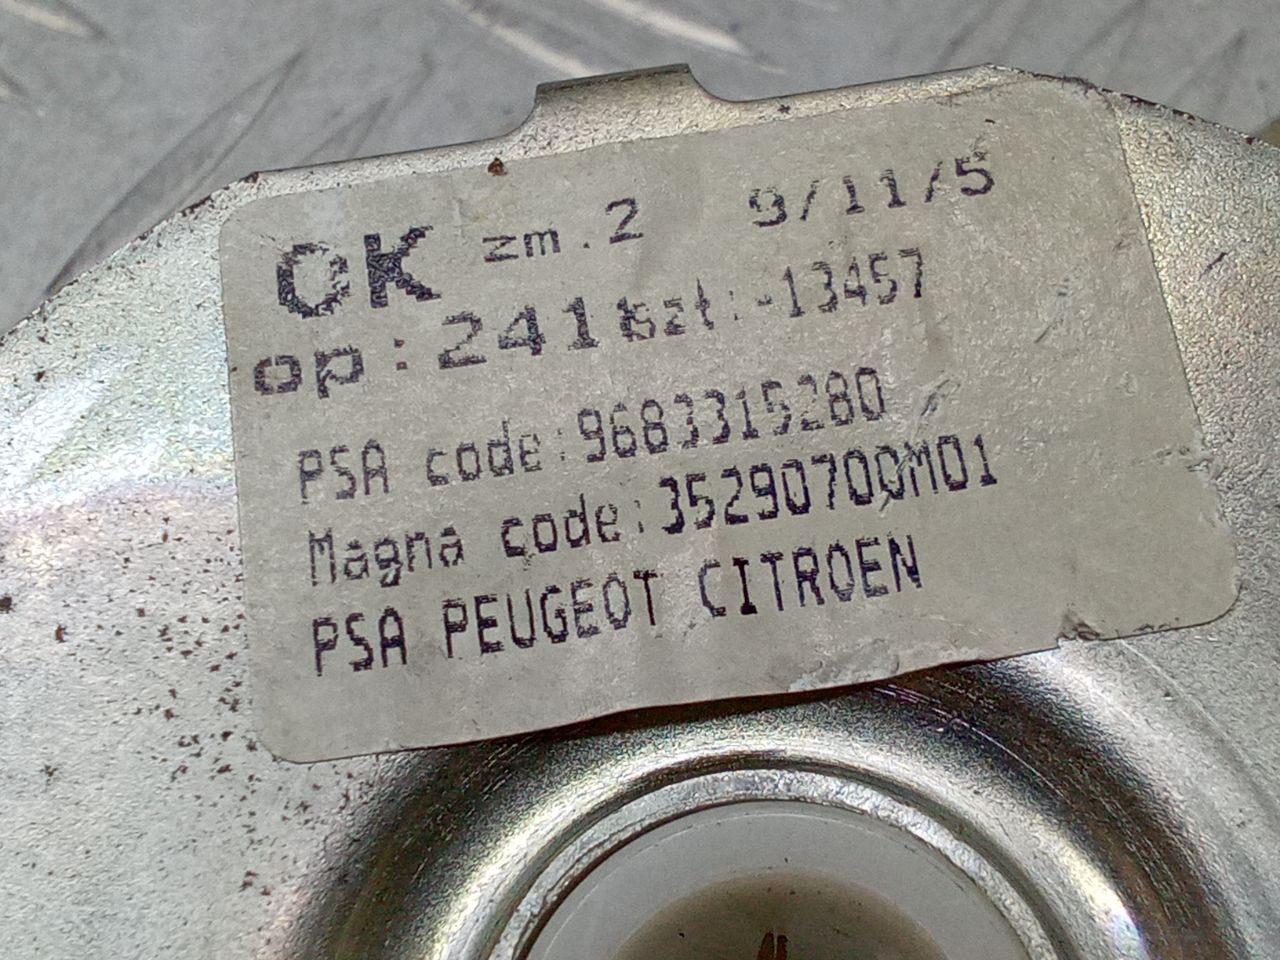 OK zm.2 9/11/5
op:241 szt:-13457
PSA code:9683315280
Magna code:35290700M01
PSA PEUGEOT CITROEN